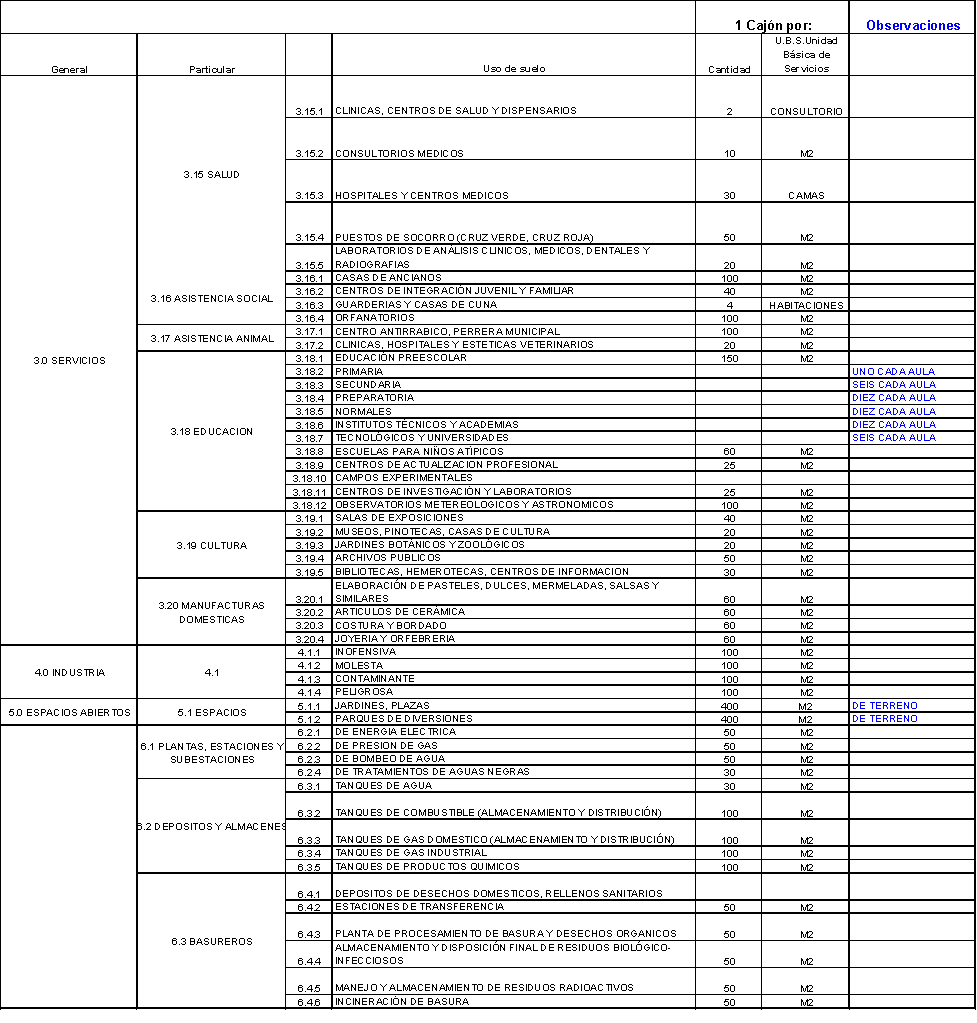 1 Cajón por: Observaciones
General Particular Uso de suelo Cantidad U.B.S.Unidad Básica de Servicios
3.0 SERVICIOS
3.15 SALUD
3.15.1 CLINICAS, CENTROS DE SALUD Y DISPENSARIOS 2 CONSULTORIO
3.15.2 CONSULTORIOS MEDICOS 10 M2
3.15.3 HOSPITALES Y CENTROS MEDICOS 30 CAMAS
3.15.4 PUESTOS DE SOCORRO (CRUZ VERDE, CRUZ ROJA) 50 M2
LABORATORIOS DE ANÁLISIS CLINICOS, MEDICOS, DENTALES Y
3.15.5 RADIOGRAFIAS 20 M2
3.16 ASISTENCIA SOCIAL
3.16.1 CASAS DE ANCIANOS 100 M2
3.16.2 CENTROS DE INTEGRACIÓN JUVENIL Y FAMILIAR 40 M2
3.16.3 GUARDERIAS Y CASAS DE CUNA 4 HABITACIONES
3.16.4 ORFANATORIOS 100 M2
3.17 ASISTENCIA ANIMAL
3.17.1 CENTRO ANTIRRABICO, PERRERA MUNICIPAL 100 M2
3.17.2 CLINICAS, HOSPITALES Y ESTETICAS VETERINARIOS 20 M2
3.18 EDUCACION
3.18.1 EDUCACIÓN PREESCOLAR 150 M2
3.18.2 PRIMARIA UNO CADA AULA
3.18.3 SECUNDARIA SEIS CADA AULA
3.18.4 PREPARATORIA DIEZ CADA AULA
3.18.5 NORMALES DIEZ CADA AULA
3.18.6 INSTITUTOS TÉCNICOS Y ACADEMIAS DIEZ CADA AULA
3.18.7 TECNOLÓGICOS Y UNIVERSIDADES SEIS CADA AULA
3.18.8 ESCUELAS PARA NIÑOS ATÍPICOS 60 M2
3.18.9 CENTROS DE ACTUALIZACION PROFESIONAL 25 M2
3.18.10 CAMPOS EXPERIMENTALES
3.18.11 CENTROS DE INVESTIGACIÓN Y LABORATORIOS 25 M2
3.18.12 OBSERVATORIOS METEREOLOGICOS Y ASTRONOMICOS 100 M2
3.19 CULTURA
3.19.1 SALAS DE EXPOSICIONES 40 M2
3.19.2 MUSEOS, PINOTECAS, CASAS DE CULTURA 20 M2
3.19.3 JARDINES BOTÁNICOS Y ZOOLÓGICOS 20 M2
3.19.4 ARCHIVOS PUBLICOS 50 M2
3.19.5 BIBLIOTECAS, HEMEROTECAS, CENTROS DE INFORMACION 30 M2
3.20 MANUFACTURAS DOMESTICAS
ELABORACIÓN DE PASTELES, DULCES, MERMELADAS, SALSAS Y
3.20.1 SIMILARES 60 M2
3.20.2 ARTICULOS DE CERÁMICA 60 M2
3.20.3 COSTURA Y BORDADO 60 M2
3.20.4 JOYERIA Y ORFEBRERIA 60 M2
4.0 INDUSTRIA
4.1
4.1.1 INOFENSIVA 100 M2
4.1.2 MOLESTA 100 M2
4.1.3 CONTAMINANTE 100 M2
4.1.4 PELIGROSA 100 M2
5.0 ESPACIOS ABIERTOS
5.1 ESPACIOS
5.1.1 JARDINES, PLAZAS 400 M2 DE TERRENO
5.1.2 PARQUES DE DIVERSIONES 400 M2 DE TERRENO
6.1 PLANTAS, ESTACIONES Y SUBESTACIONES
6.2.1 DE ENERGIA ELECTRICA 50 M2
6.2.2 DE PRESION DE GAS 50 M2
6.2.3 DE BOMBEO DE AGUA 50 M2
6.2.4 DE TRATAMIENTOS DE AGUAS NEGRAS 30 M2
6.2 DEPOSITOS Y ALMACENES
6.3.1 TANQUES DE AGUA 30 M2
6.3.2 TANQUES DE COMBUSTIBLE (ALMACENAMIENTO Y DISTRIBUCIÓN) 100 M2
6.3.3 TANQUES DE GAS DOMESTICO (ALMACENAMIENTO Y DISTRIBUCIÓN) 100 M2
6.3.4 TANQUES DE GAS INDUSTRIAL 100 M2
6.3.5 TANQUES DE PRODUCTOS QUIMICOS 100 M2
6.3 BASUREROS
6.4.1 DEPOSITOS DE DESECHOS DOMESTICOS, RELLENOS SANITARIOS
6.4.2 ESTACIONES DE TRANSFERENCIA 50 M2
6.4.3 PLANTA DE PROCESAMIENTO DE BASURA Y DESECHOS ORGANICOS 50 M2
ALMACENAMIENTO Y DISPOSICIÓN FINAL DE RESIDUOS BIOLÓGICO-
6.4.4 INFECCIOSOS 50 M2
6.4.5 MANEJO Y ALMACENAMIENTO DE RESIDUOS RADIOACTIVOS 50 M2
6.4.6 INCINERACIÓN DE BASURA 50 M2